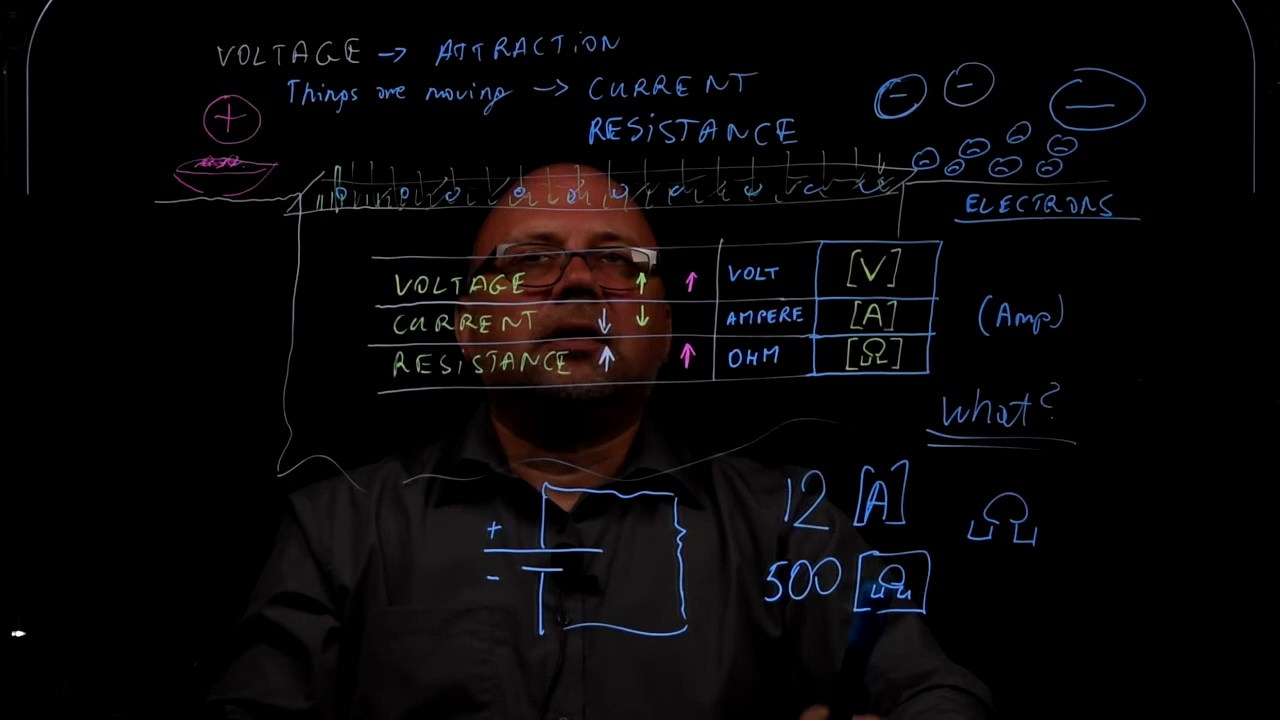 VOLTAGE → ATTRACTION
Things are moving → CURRENT
RESISTANCE
+
− − −
− − − − − − −
ELECTRONS
VOLTAGE ↑ ↑ VOLT [V]
CURRENT ↓ ↓ AMPERE [A] (Amp)
RESISTANCE ↑ ↑ OHM [Ω]
What?
12 [A] Ω
+
−
500 [Ω]